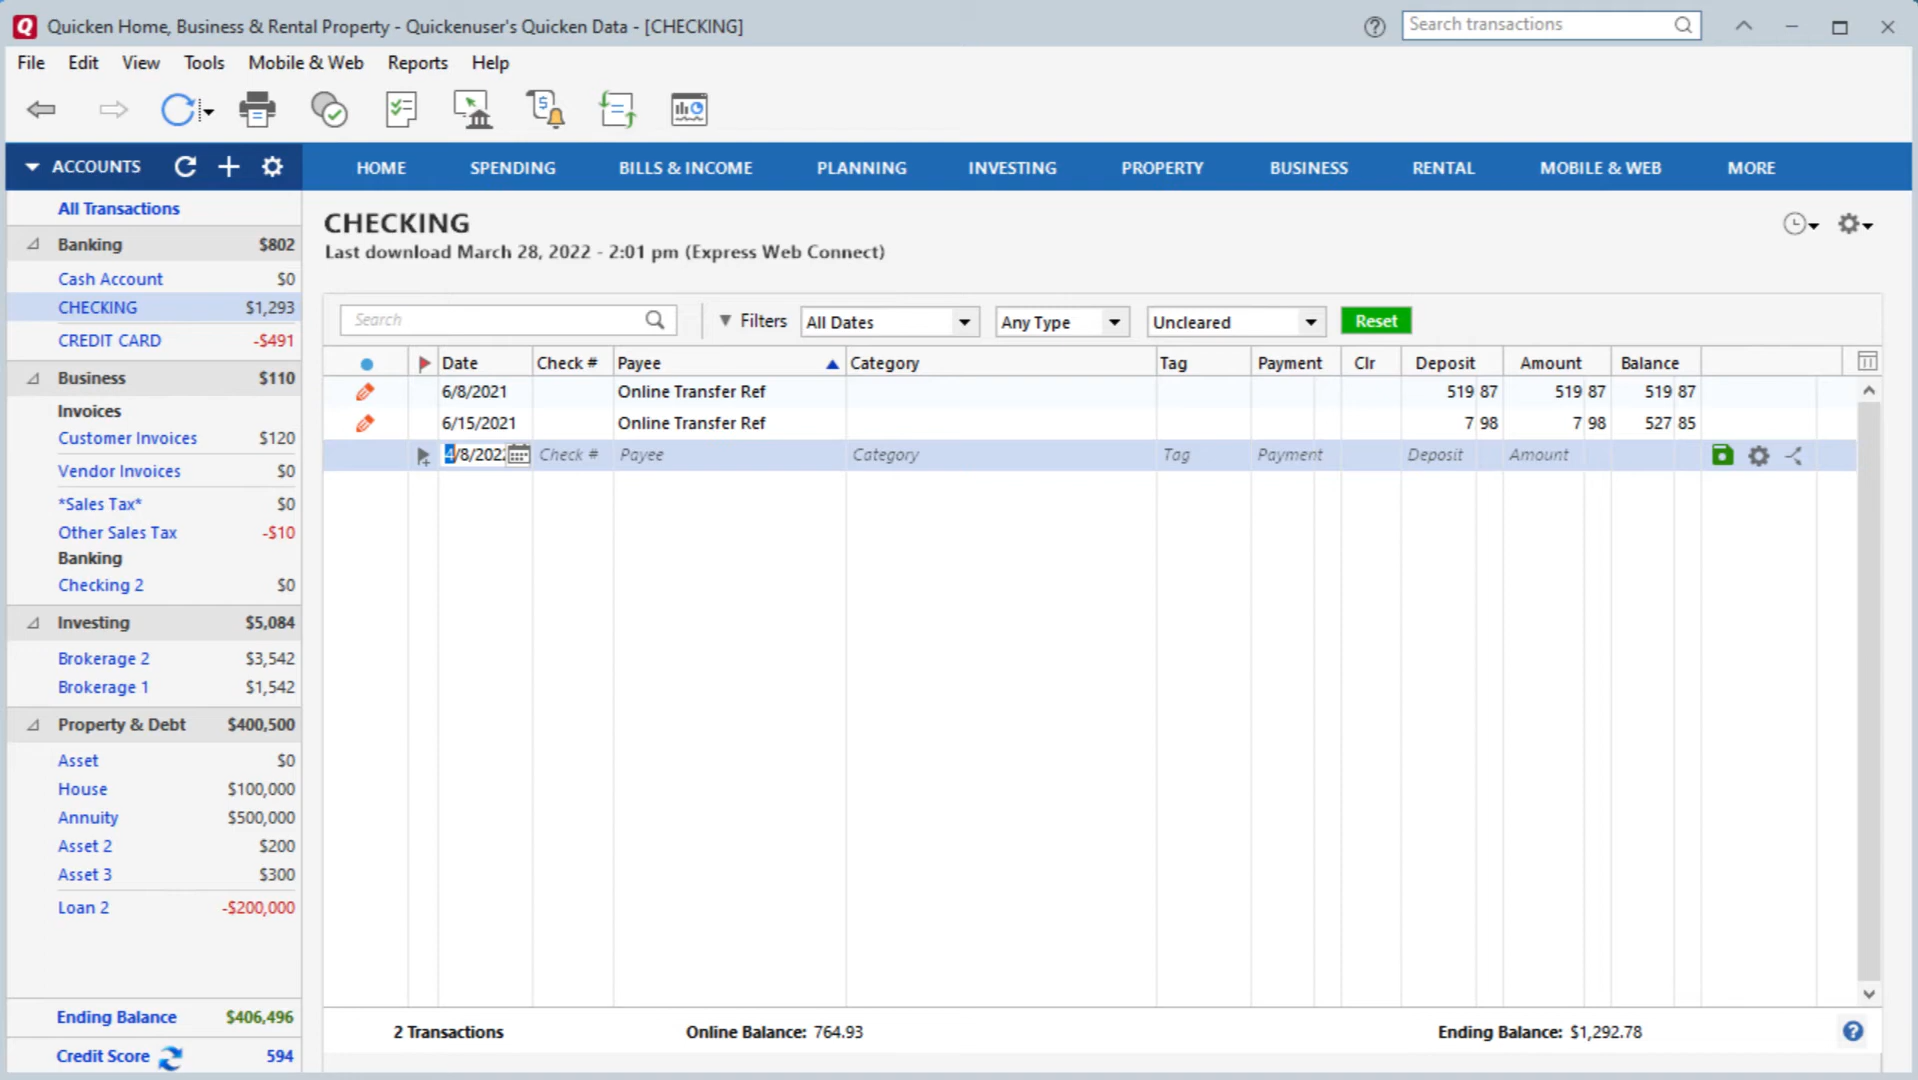 Quicken Home, Business & Rental Property - Quickenuser's Quicken Data - [CHECKING]
Search transactions
File Edit View Tools Mobile & Web Reports Help
ACCOUNTS
HOME SPENDING BILLS & INCOME PLANNING INVESTING PROPERTY BUSINESS RENTAL MOBILE & WEB MORE
All Transactions
Banking $802
Cash Account $0
CHECKING $1,293
CREDIT CARD -$491
Business $110
Invoices
Customer Invoices $120
Vendor Invoices $0
*Sales Tax* $0
Other Sales Tax -$10
Banking
Checking 2 $0
Investing $5,084
Brokerage 2 $3,542
Brokerage 1 $1,542
Property & Debt $400,500
Asset $0
House $100,000
Annuity $500,000
Asset 2 $200
Asset 3 $300
Loan 2 -$200,000
Ending Balance $406,496
Credit Score 594
CHECKING
Last download March 28, 2022 - 2:01 pm (Express Web Connect)
Search
Filters All Dates Any Type Uncleared Reset
Date Check # Payee Category Tag Payment Clr Deposit Amount Balance
6/8/2021 Online Transfer Ref 519 87 519 87 519 87
6/15/2021 Online Transfer Ref 7 98 7 98 527 85
4/8/202 Check # Payee Category Tag Payment Deposit Amount
2 Transactions Online Balance: 764.93 Ending Balance: $1,292.78